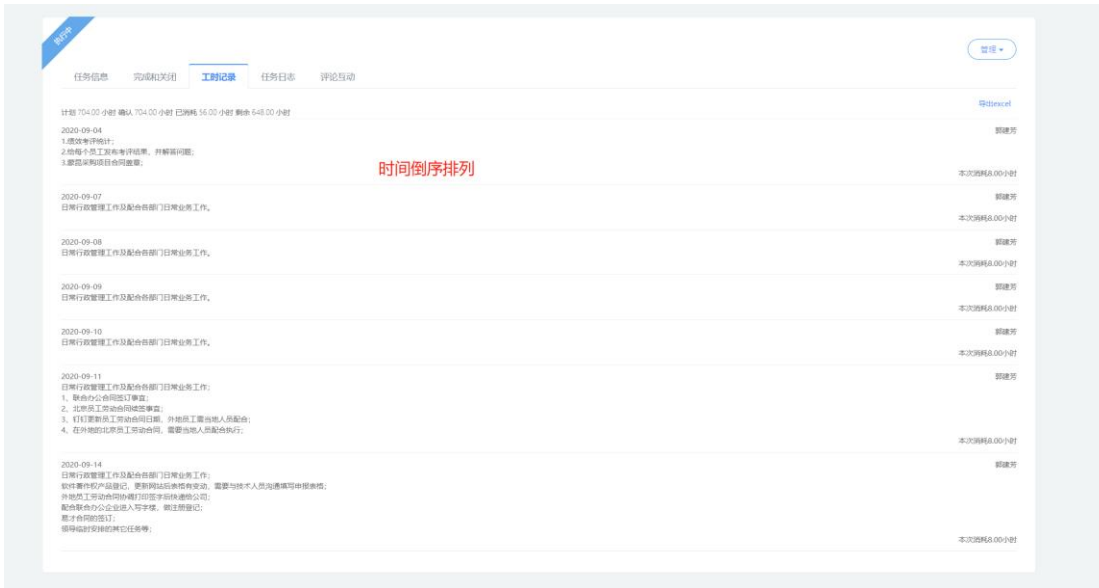 执行中
管理
任务信息 完成和关闭 工时记录 任务日志 评论互动
导出excel
计划 704.00 小时 确认 704.00 小时 已消耗 56.00 小时 剩余 648.00 小时
2020-09-04 郭建芳
1.绩效考评统计;
2.给每个员工发布考评结果，并解答问题;
3.蘑菇采购项目合同盖章;
时间倒序排列
本次消耗8.00小时
2020-09-07 郭建芳
日常行政管理工作及配合各部门日常业务工作。
本次消耗8.00小时
2020-09-08 郭建芳
日常行政管理工作及配合各部门日常业务工作。
本次消耗8.00小时
2020-09-09 郭建芳
日常行政管理工作及配合各部门日常业务工作。
本次消耗8.00小时
2020-09-10 郭建芳
日常行政管理工作及配合各部门日常业务工作。
本次消耗8.00小时
2020-09-11 郭建芳
日常行政管理工作及配合各部门日常业务工作;
1、联合办公合同签订事宜;
2、北京员工劳动合同续签事宜;
3、钉钉更新员工劳动合同日期，外地员工需当地人员配合;
4、在外地的北京员工劳动合同，需要当地人员配合执行;
本次消耗8.00小时
2020-09-14 郭建芳
日常行政管理工作及配合各部门日常业务工作;
软件著作权产品登记，更新网站后表格有变动，需要与技术人员沟通填写申报表格;
外地员工劳动合同协调打印签字后快递给公司;
配合联合办公企业进入写字楼，做注册登记;
易才合同的签订;
领导临时安排的其它任务等;
本次消耗8.00小时